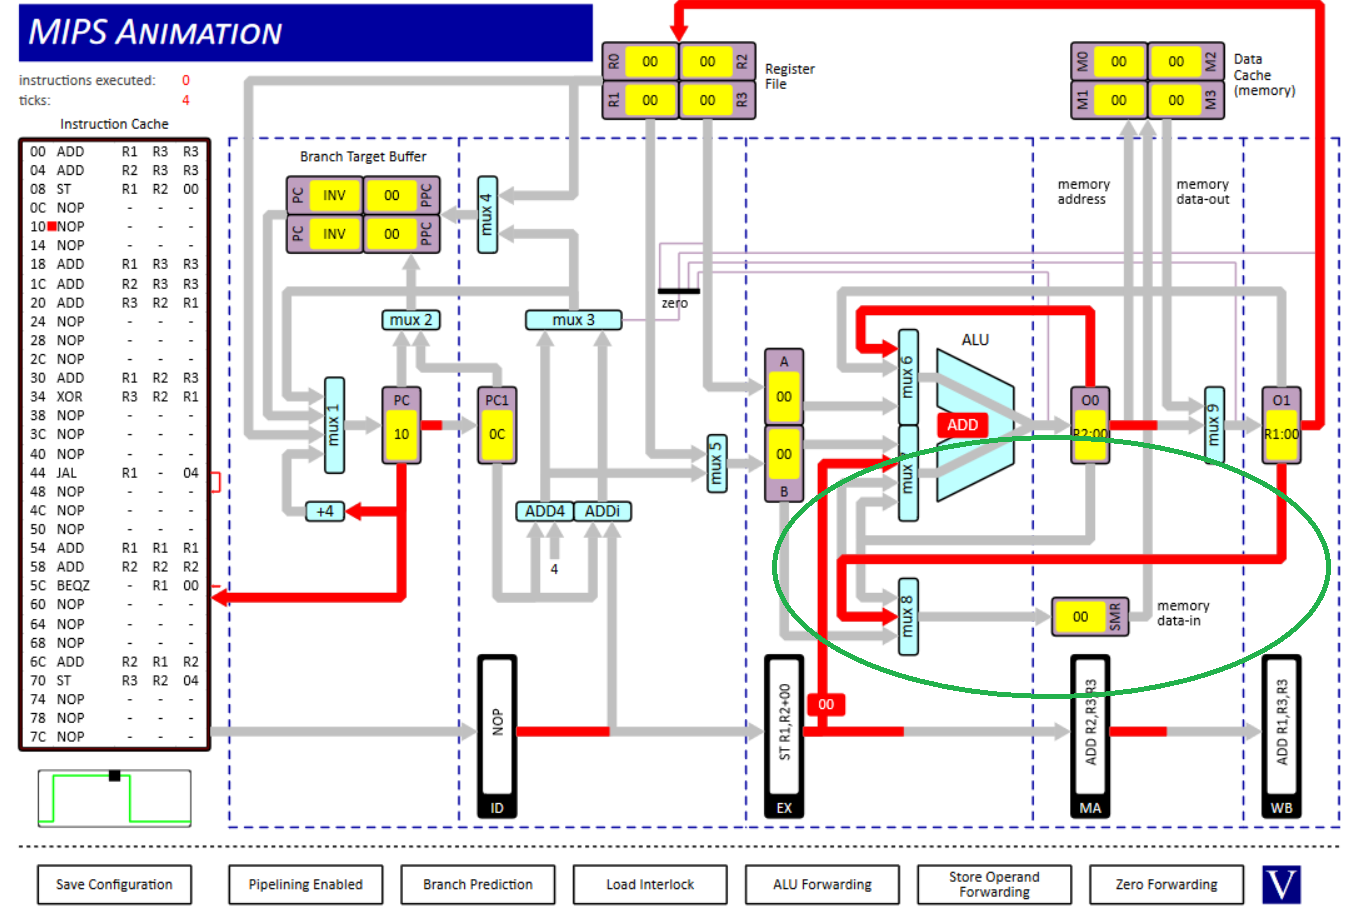 MIPS ANIMATION
instructions executed: 0
ticks: 4
Instruction Cache
00 ADD R1 R3 R3
04 ADD R2 R3 R3
08 ST R1 R2 00
0C NOP - - -
10 NOP - - -
14 NOP - - -
18 ADD R1 R3 R3
1C ADD R2 R3 R3
20 ADD R3 R2 R1
24 NOP - - -
28 NOP - - -
2C NOP - - -
30 ADD R1 R2 R3
34 XOR R3 R2 R1
38 NOP - - -
3C NOP - - -
40 NOP - - -
44 JAL R1 - 04
48 NOP - - -
4C NOP - - -
50 NOP - - -
54 ADD R1 R1 R1
58 ADD R2 R2 R2
5C BEQZ - R1 00
60 NOP - - -
64 NOP - - -
68 NOP - - -
6C ADD R2 R1 R2
70 ST R3 R2 04
74 NOP - - -
78 NOP - - -
7C NOP - - -
R0 00 00 R2
R1 00 00 R3
Register
File
M0 00 00 M2
M1 00 00 M3
Data
Cache
(memory)
Branch Target Buffer
PC INV 00 PPC
PC INV 00 PPC
mux 4
memory
address
memory
data-out
zero
mux 2
mux 3
mux 1
PC
10
PC1
0C
+4
ADD4 ADDi
4
mux 5
A
00
00
B
mux 6
ALU
ADD
mux
O0
R2:00
mux 9
O1
R1:00
mux 8
00 SMR
memory
data-in
00
NOP
ID
ST R1,R2+00
EX
ADD R2,R3,R3
MA
ADD R1,R3,R3
WB
Save Configuration
Pipelining Enabled
Branch Prediction
Load Interlock
ALU Forwarding
Store Operand
Forwarding
Zero Forwarding
V